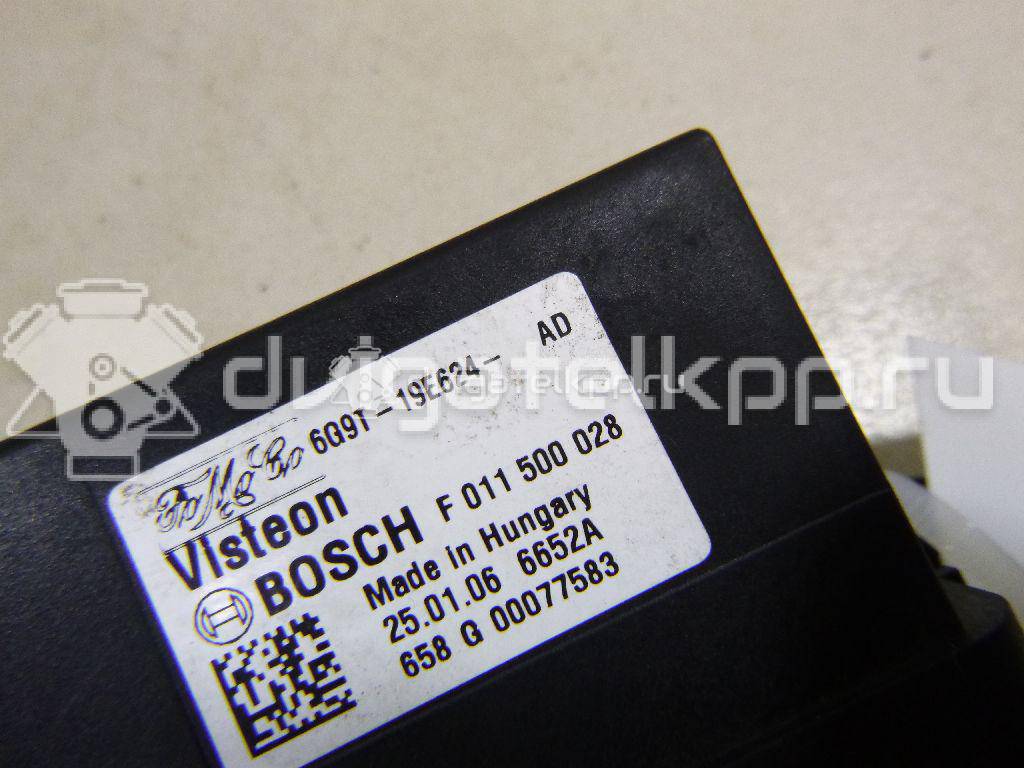 6G9T-19E624- AD
FoMoCo
Visteon
BOSCH F 011 500 028
Made in Hungary
25.01.06 6652A
658 G 00077583
dvigatelkpp.ru